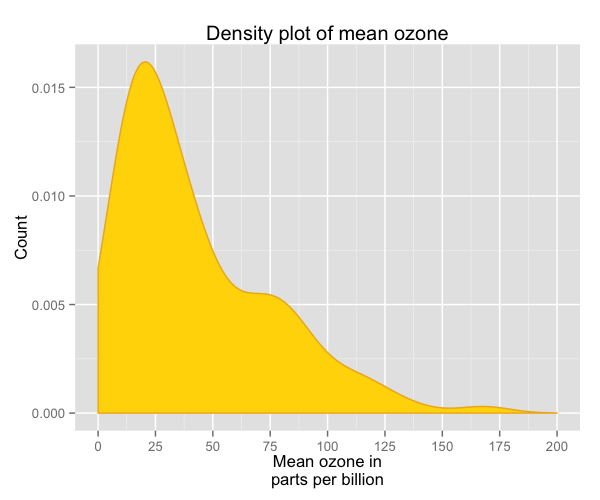 Density plot of mean ozone
0.015
0.010
0.005
0.000
Count
0 25 50 75 100 125 150 175 200
Mean ozone in
parts per billion